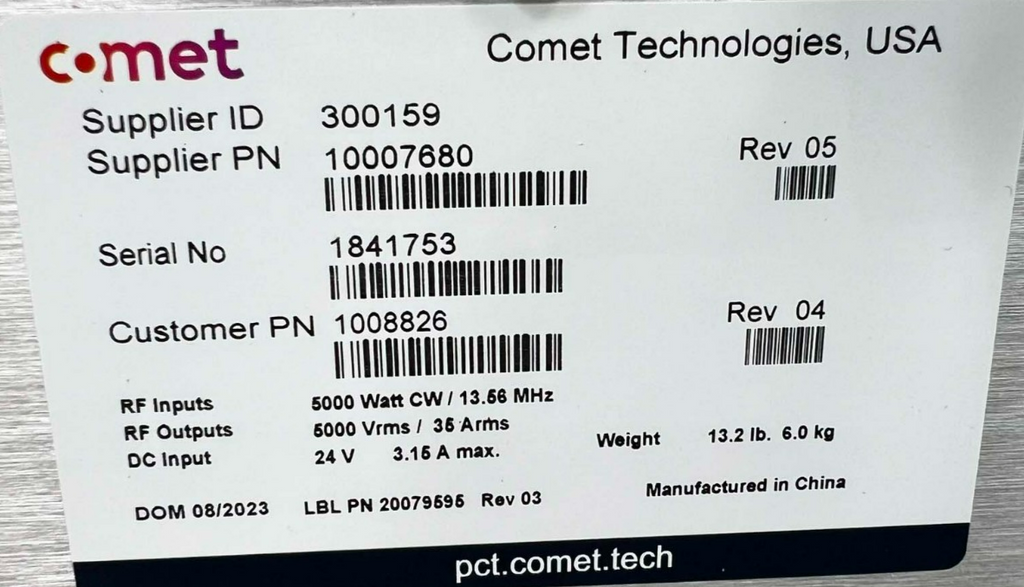 comet
Comet Technologies, USA
Supplier ID 300159
Supplier PN 10007680 Rev 05
Serial No 1841753
Customer PN 1008826 Rev 04
RF Inputs 5000 Watt CW / 13.56 MHz
RF Outputs 5000 Vrms / 35 Arms
DC Input 24 V 3.15 A max.
Weight 13.2 lb. 6.0 kg
DOM 08/2023 LBL PN 20079595 Rev 03
Manufactured in China
pct.comet.tech